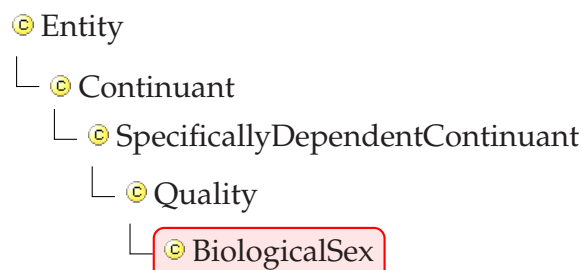 Entity
Continuant
SpecificallyDependentContinuant
Quality
BiologicalSex